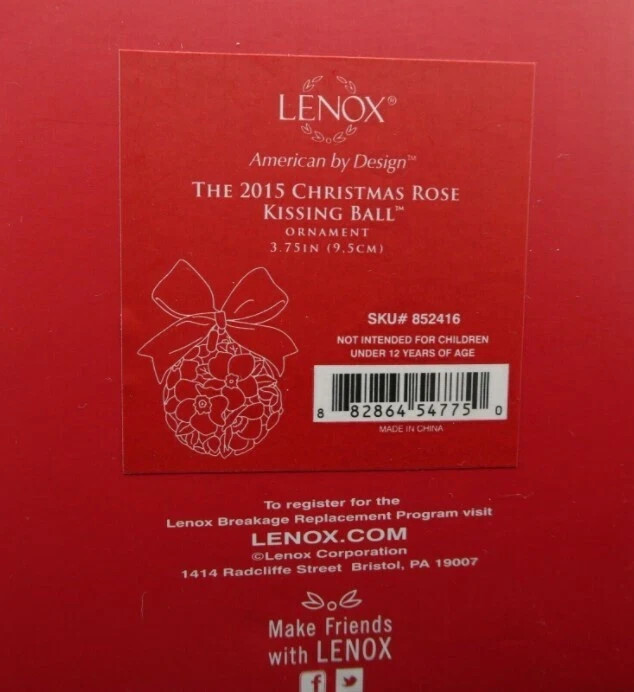 LENOX®
American by Design™
THE 2015 CHRISTMAS ROSE
KISSING BALL™
ORNAMENT
3.75IN (9.5CM)
SKU# 852416
NOT INTENDED FOR CHILDREN
UNDER 12 YEARS OF AGE
8 82864 54775 0
MADE IN CHINA
To register for the
Lenox Breakage Replacement Program visit
LENOX.COM
©Lenox Corporation
1414 Radcliffe Street Bristol, PA 19007
Make Friends
with LENOX
f